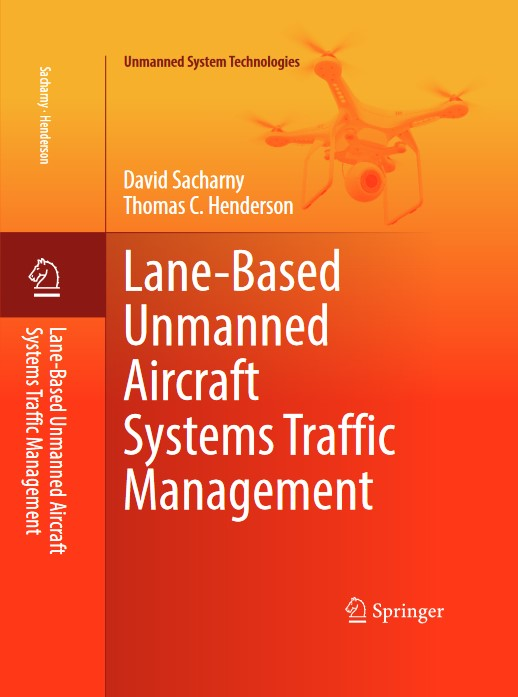 Sacharny · Henderson
Lane-Based Unmanned Aircraft
Systems Traffic Management
Unmanned System Technologies
David Sacharny
Thomas C. Henderson
Lane-Based
Unmanned
Aircraft
Systems Traffic
Management
Springer